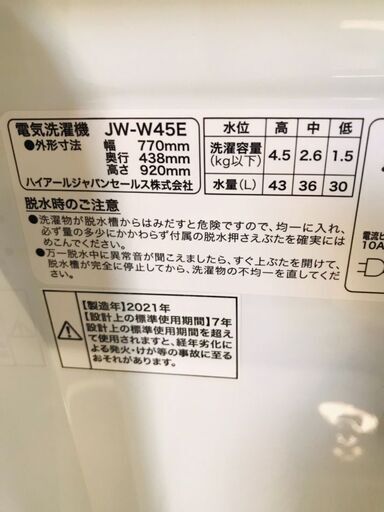 電気洗濯機 JW-W45E
●外形寸法 幅 770mm
奥行 438mm
高さ 920mm
ハイアールジャパンセールス株式会社
水位 高 中 低
洗濯容量(kg以下) 4.5 2.6 1.5
水量(L) 43 36 30
脱水時のご注意
●洗濯物が脱水槽からはみだすと危険ですので、均一に入れ、
必ず量の多少にかかわらず付属の脱水押さえぶたを確実には
めこんでください。
●万一脱水中に異常音が聞こえましたら、すぐ上ぶたを開けて、
脱水槽が完全に停止してから、洗濯物の不均一を直してくださ
い。
電流ヒ
10A
【製造年】2021年
【設計上の標準使用期間】7年
設計上の標準使用期間を超え
て使用されますと、経年劣化に
よる発火・けが等の事故に至る
おそれがあります。